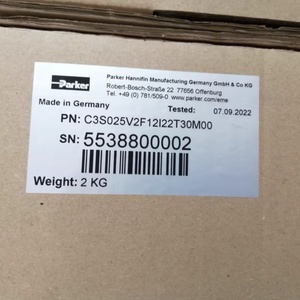 Parker
Parker Hannifin Manufacturing Germany GmbH & Co KG
Robert-Bosch-Straße 22 77656 Offenburg
Tel. +49 (0) 781/509-0 www.parker.com/eme
Made in Germany
Tested: 07.09.2022
PN: C3S025V2F12I22T30M00
SN: 5538800002
Weight: 2 KG